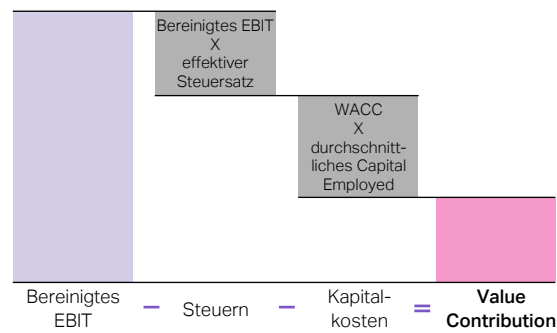 Bereinigtes EBIT
X
effektiver
Steuersatz
WACC
X
durchschnitt-
liches Capital
Employed
Bereinigtes
EBIT
–
Steuern
–
Kapital-
kosten
=
Value
Contribution